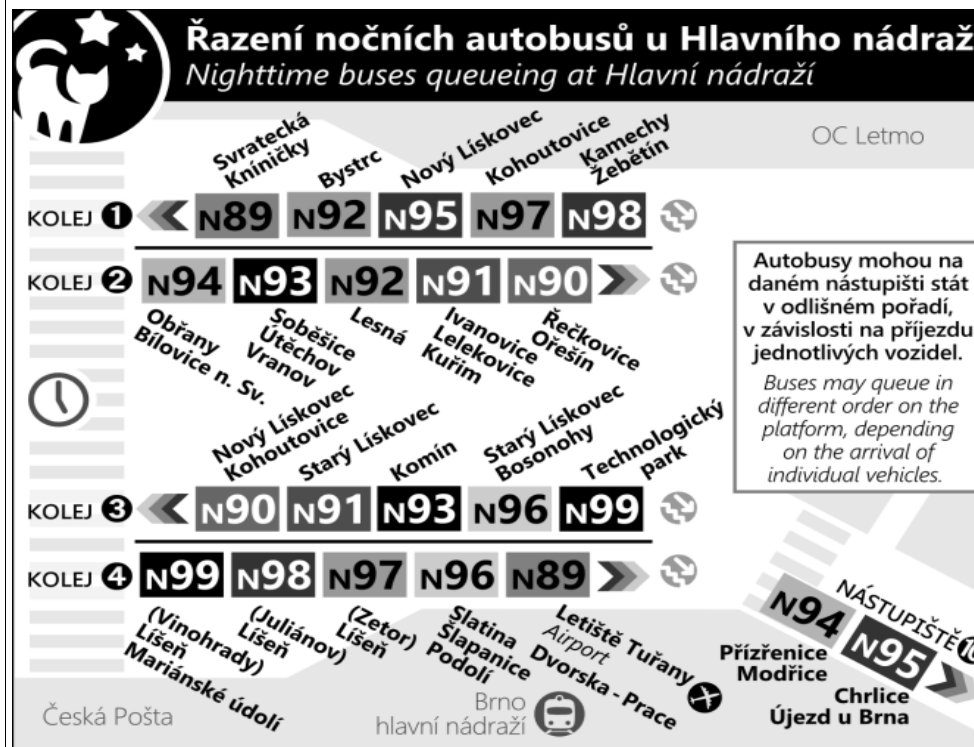 Řazení nočních autobusů u Hlavního nádraž
Nighttime buses queueing at Hlavní nádraží
OC Letmo
Svratecká
Kníničky
Bystrc
Nový Lískovec
Kohoutovice
Kamechy
Žebětín
KOLEJ 1 N89 N92 N95 N97 N98
KOLEJ 2 N94 N93 N92 N91 N90
Obřany
Bílovice n. Sv.
Soběšice
Útěchov
Vranov
Lesná
Ivanovice
Lelekovice
Kuřim
Řečkovice
Ořešín
Autobusy mohou na
daném nástupišti stát
v odlišném pořadí,
v závislosti na příjezdu
jednotlivých vozidel.
Buses may queue in
different order on the
platform, depending
on the arrival of
individual vehicles.
Nový Lískovec
Kohoutovice
Starý Lískovec
Komín
Starý Lískovec
Bosonohy
Technologický
park
KOLEJ 3 N90 N91 N93 N96 N99
KOLEJ 4 N99 N98 N97 N96 N89
(Vinohrady)
Líšeň
Mariánské údolí
(Juliánov)
Líšeň
(Zetor)
Líšeň
Slatina
Šlapanice
Podolí
Letiště Tuřany
Airport
Dvorska - Prace
NÁSTUPIŠTĚ 10
N94 N95
Přízřenice
Modřice
Chrlice
Újezd u Brna
Česká Pošta
Brno
hlavní nádraží